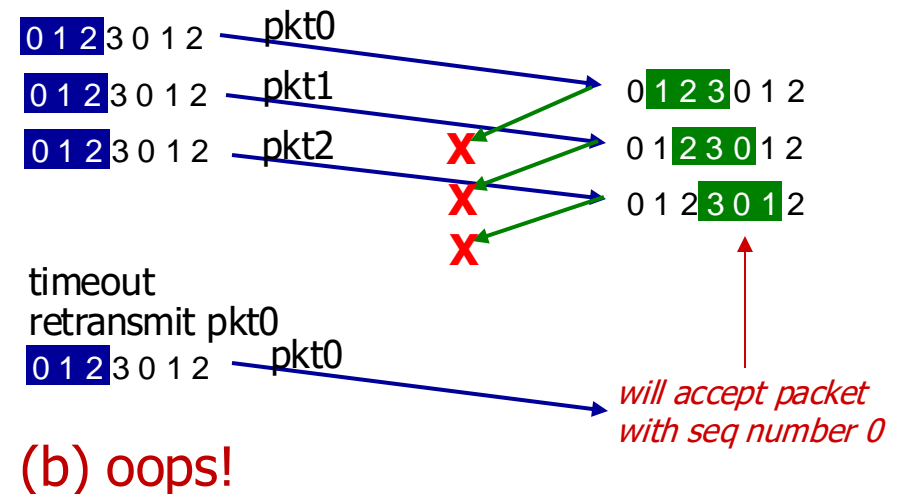 0 1 2 3 0 1 2 pkt0
0 1 2 3 0 1 2
0 1 2 3 0 1 2 pkt1
X 0 1 2 3 0 1 2
0 1 2 3 0 1 2 pkt2
X 0 1 2 3 0 1 2
X
timeout
retransmit pkt0
0 1 2 3 0 1 2 pkt0
will accept packet
with seq number 0
(b) oops!